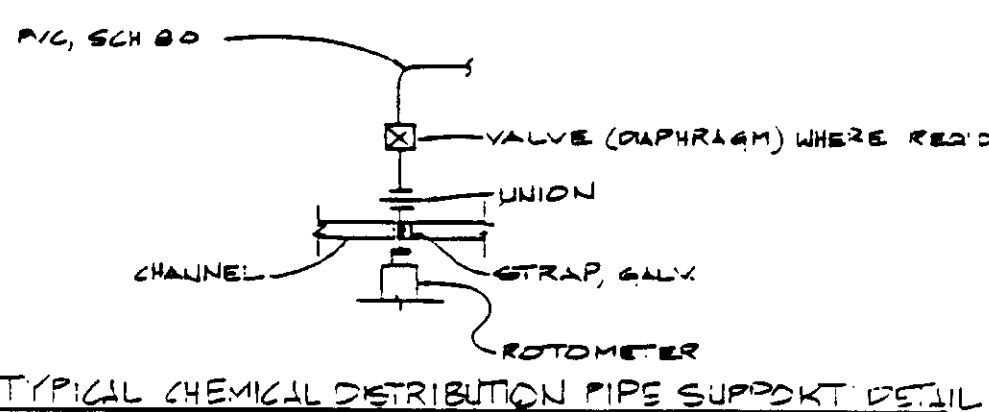 PVC, SCH 80
VALVE (DIAPHRAGM) WHERE REQ'D
UNION
CHANNEL
STRAP, GALV.
ROTOMETER
TYPICAL CHEMICAL DISTRIBUTION PIPE SUPPORT DETAIL